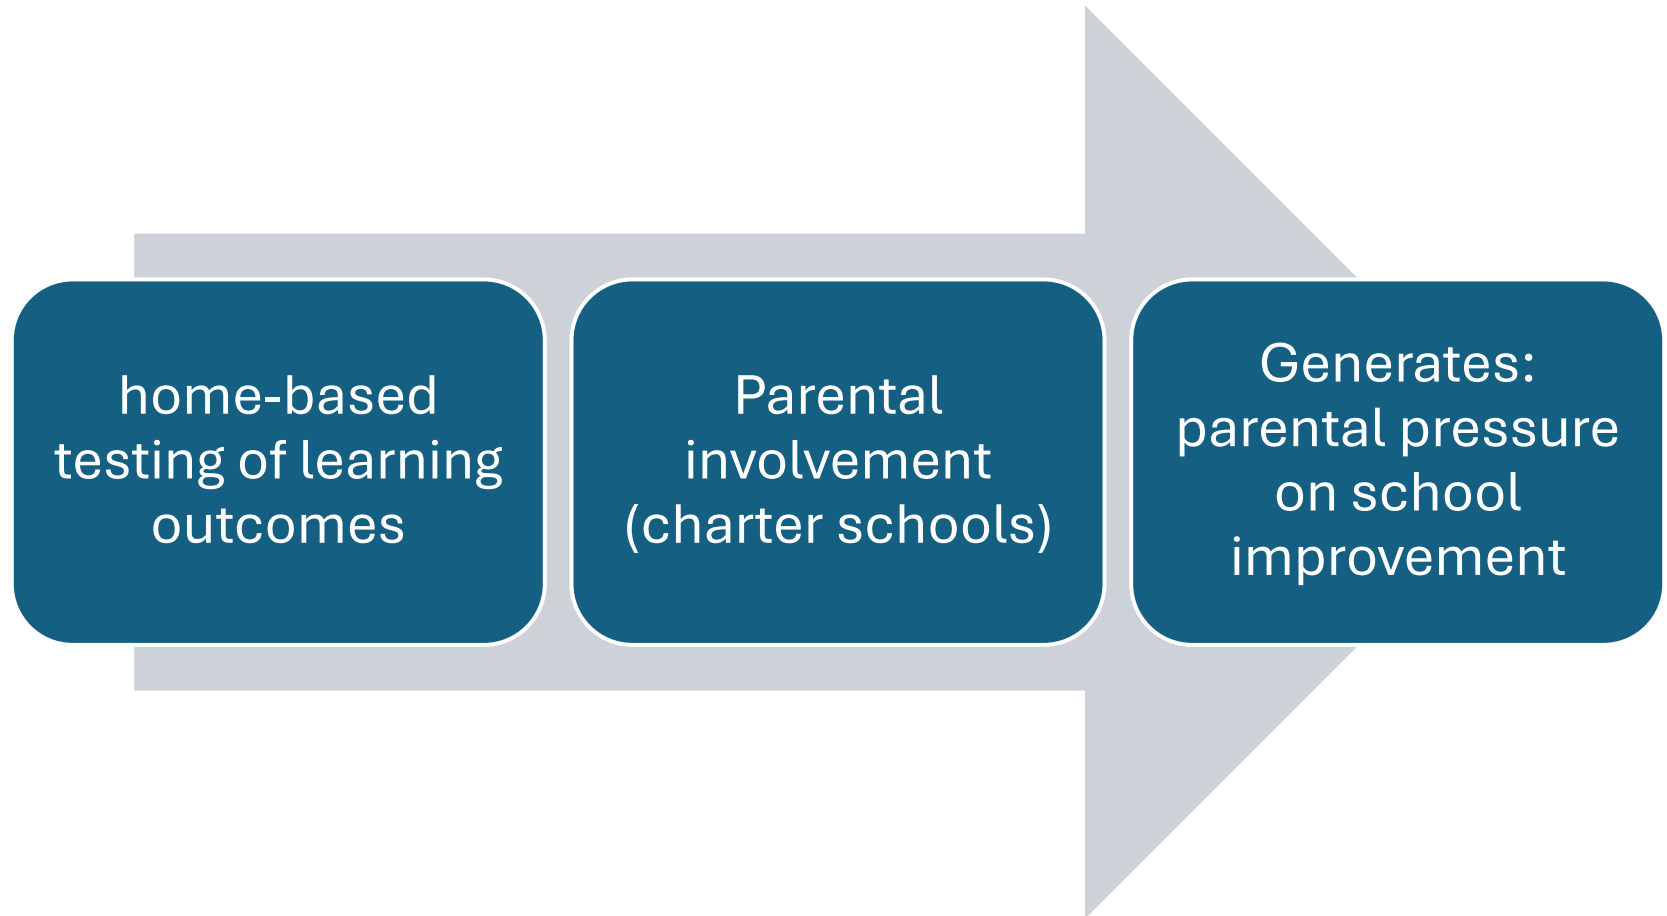 home-based
testing of learning
outcomes
Parental
involvement
(charter schools)
Generates:
parental pressure
on school
improvement